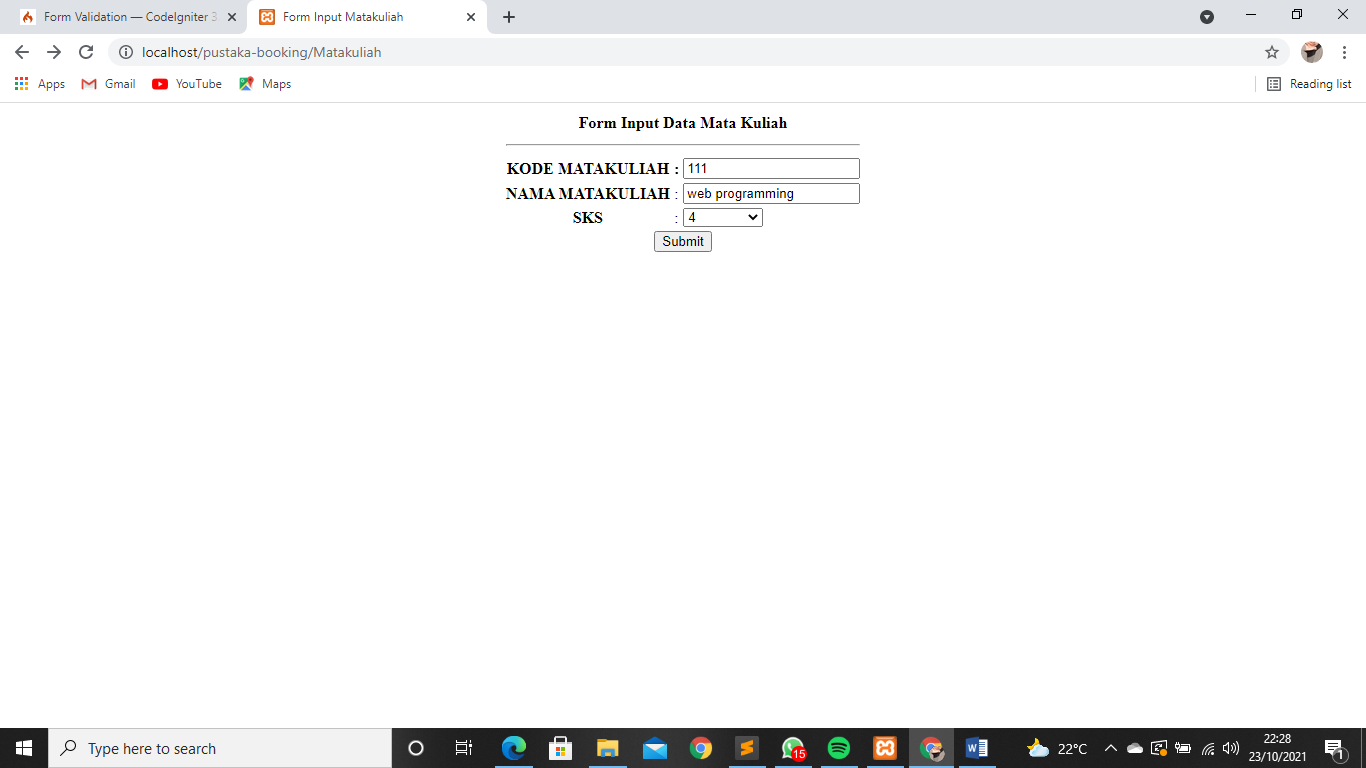 Form Validation — CodeIgniter 3
Form Input Matakuliah
localhost/pustaka-booking/Matakuliah
Apps
Gmail
YouTube
Maps
Reading list
Form Input Data Mata Kuliah
KODE MATAKULIAH : 111
NAMA MATAKULIAH : web programming
SKS : 4
Submit
Type here to search
15
22°C
22:28
23/10/2021
1